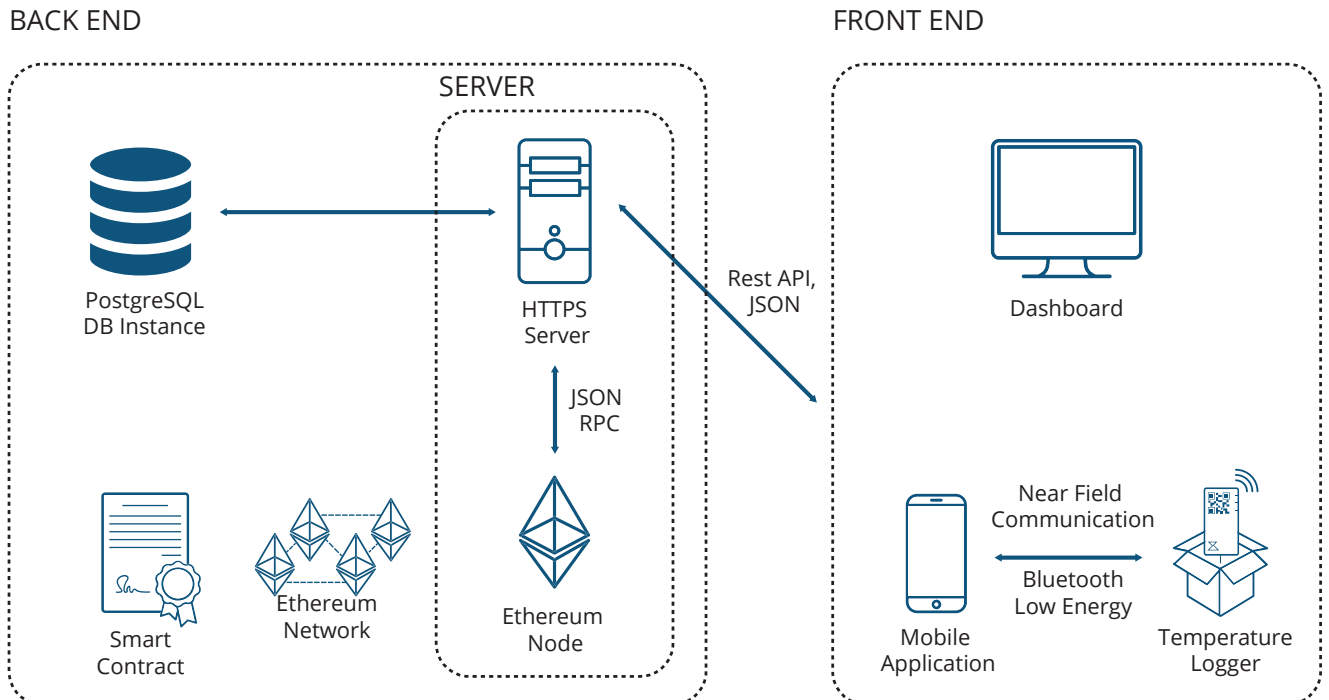 BACK END
FRONT END
SERVER
PostgreSQL
DB Instance
HTTPS
Server
Rest API,
JSON
Dashboard
JSON
RPC
Smart
Contract
Ethereum
Network
Ethereum
Node
Near Field
Communication
Bluetooth
Low Energy
Mobile
Application
Temperature
Logger